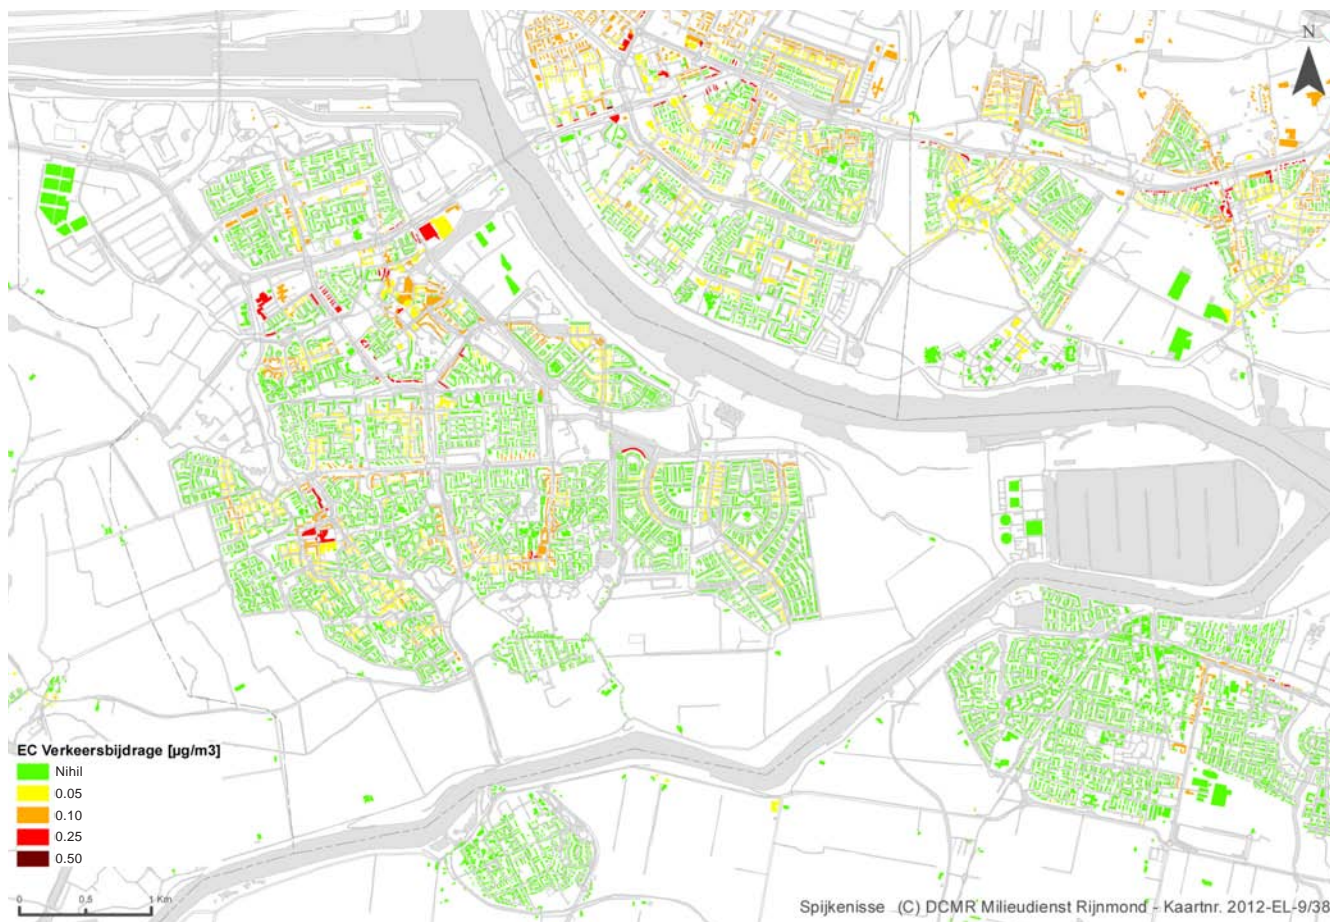 N
EC Verkeersbijdrage [µg/m3]
Nihil
0.05
0.10
0.25
0.50
0 0.5 1 Km
Spijkenisse (C) DCMR Milieudienst Rijnmond - Kaartnr. 2012-EL-9/38